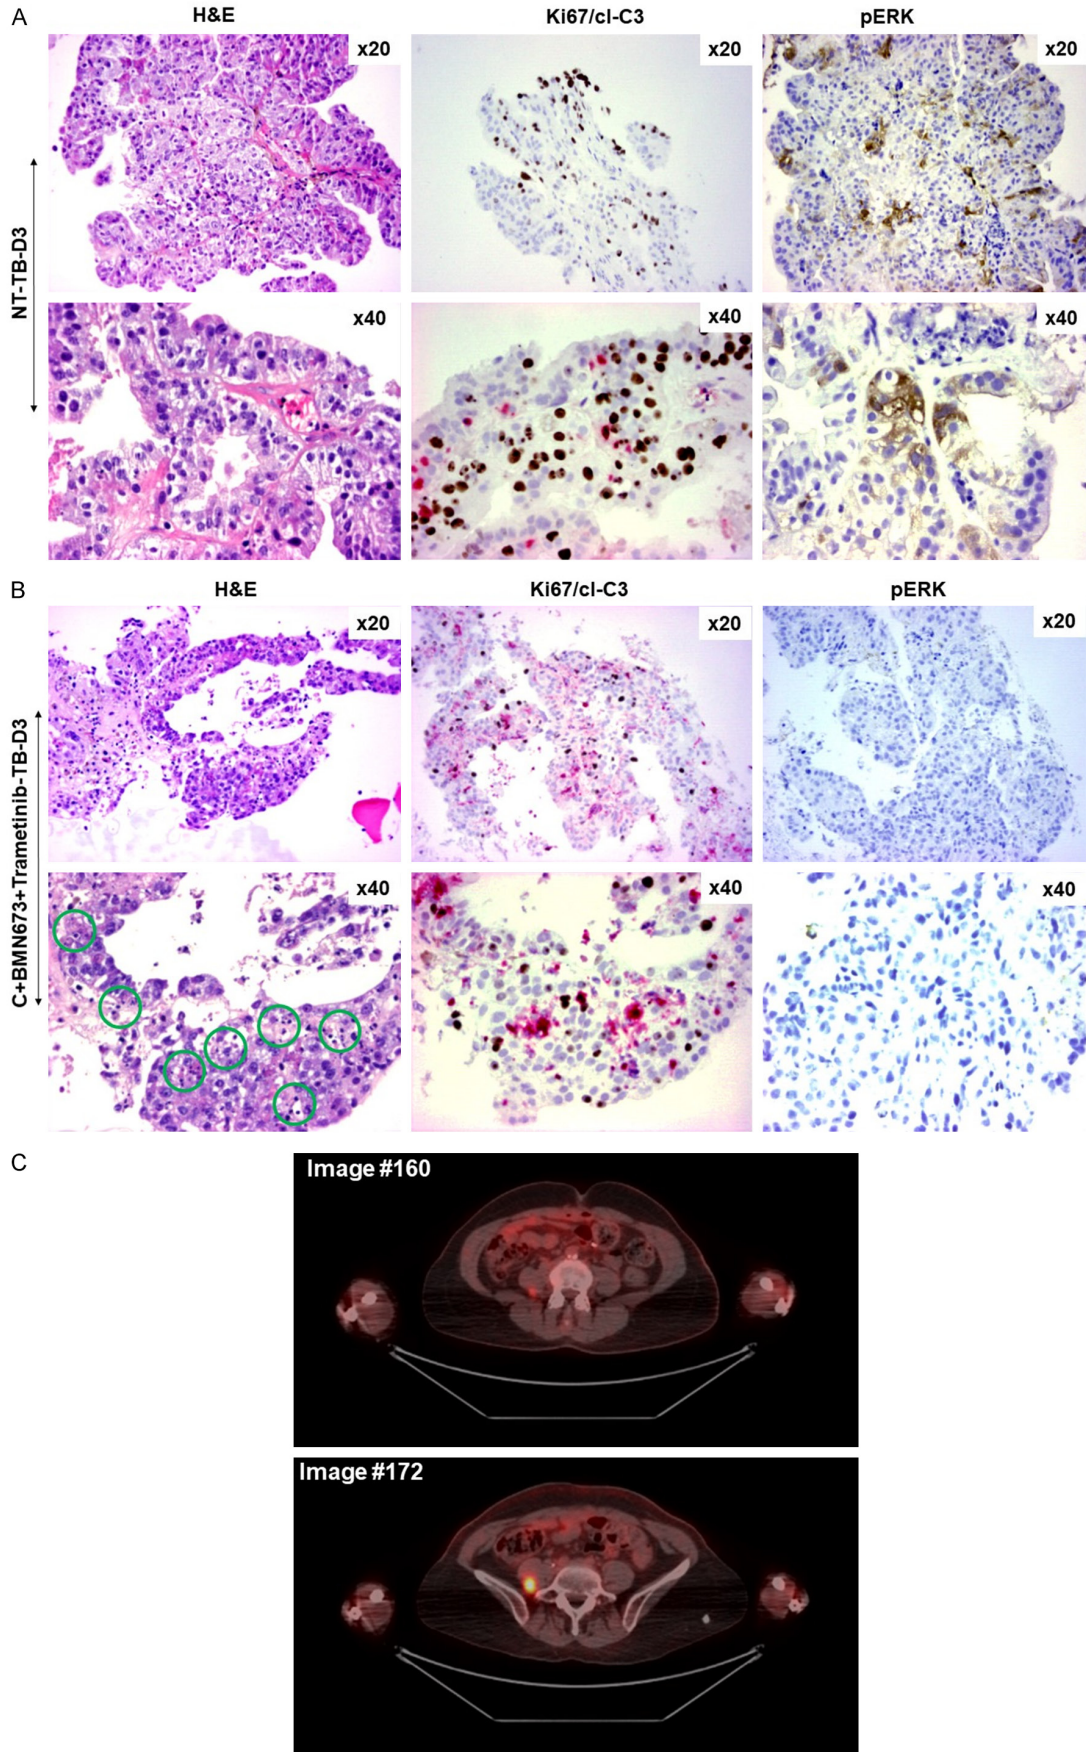 A
H&E
Ki67/cl-C3
pERK
NT-TB-D3
x20
x20
x20
x40
x40
x40
B
H&E
Ki67/cl-C3
pERK
C+BMN673+Trametinib-TB-D3
x20
x20
x20
x40
x40
x40
C
Image #160
Image #172